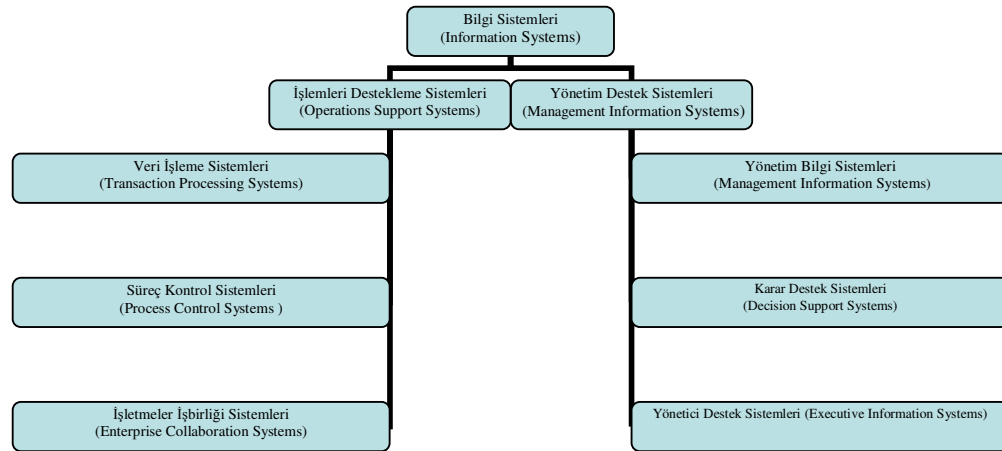 Bilgi Sistemleri
(Information Systems)
İşlemleri Destekleme Sistemleri
(Operations Support Systems)
Yönetim Destek Sistemleri
(Management Information Systems)
Veri İşleme Sistemleri
(Transaction Processing Systems)
Yönetim Bilgi Sistemleri
(Management Information Systems)
Süreç Kontrol Sistemleri
(Process Control Systems )
Karar Destek Sistemleri
(Decision Support Systems)
İşletmeler İşbirliği Sistemleri
(Enterprise Collaboration Systems)
Yönetici Destek Sistemleri (Executive Information Systems)